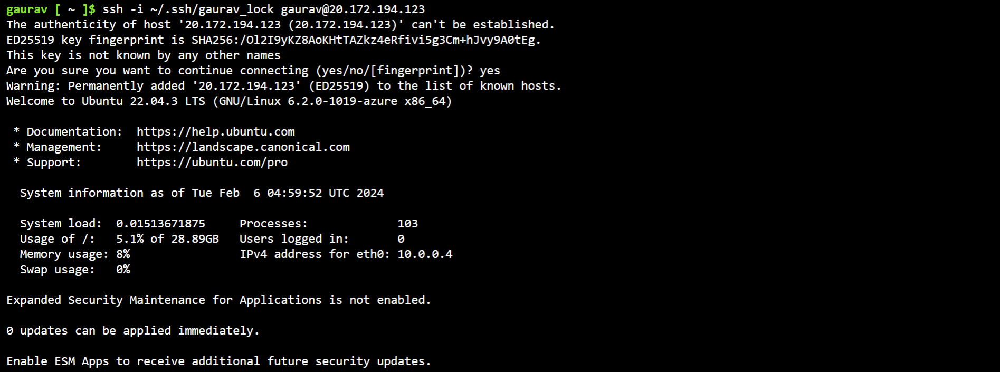 gaurav [ ~ ]$ ssh -i ~/.ssh/gaurav_lock gaurav@20.172.194.123
The authenticity of host '20.172.194.123 (20.172.194.123)' can't be established.
ED25519 key fingerprint is SHA256:/Ol2I9yKZ8AoKHtTAZkz4eRfivi5g3Cm+hJvy9A0tEg.
This key is not known by any other names
Are you sure you want to continue connecting (yes/no/[fingerprint])? yes
Warning: Permanently added '20.172.194.123' (ED25519) to the list of known hosts.
Welcome to Ubuntu 22.04.3 LTS (GNU/Linux 6.2.0-1019-azure x86_64)

 * Documentation:  https://help.ubuntu.com
 * Management:     https://landscape.canonical.com
 * Support:        https://ubuntu.com/pro

  System information as of Tue Feb  6 04:59:52 UTC 2024

  System load:  0.01513671875     Processes:             103
  Usage of /:   5.1% of 28.89GB   Users logged in:       0
  Memory usage: 8%                IPv4 address for eth0: 10.0.0.4
  Swap usage:   0%

Expanded Security Maintenance for Applications is not enabled.

0 updates can be applied immediately.

Enable ESM Apps to receive additional future security updates.